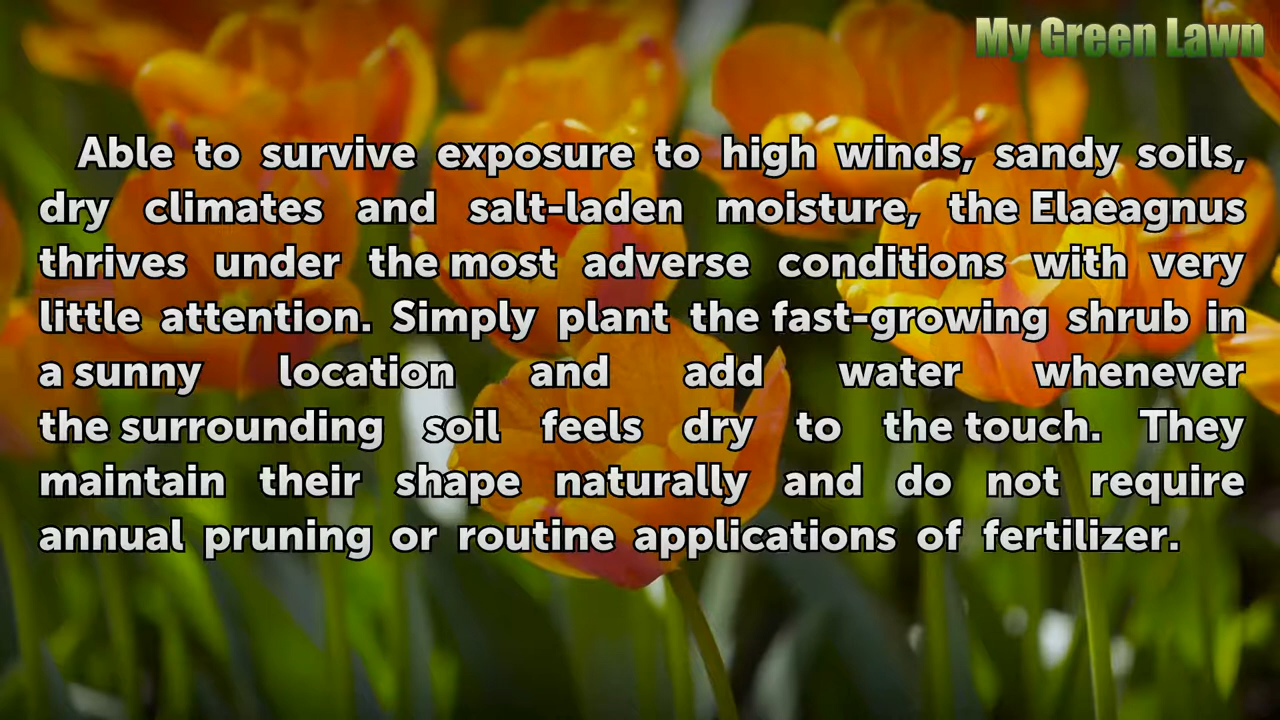 My Green Lawn
Able to survive exposure to high winds, sandy soils,
dry climates and salt-laden moisture, the Elaeagnus
thrives under the most adverse conditions with very
little attention. Simply plant the fast-growing shrub in
a sunny location and add water whenever
the surrounding soil feels dry to the touch. They
maintain their shape naturally and do not require
annual pruning or routine applications of fertilizer.